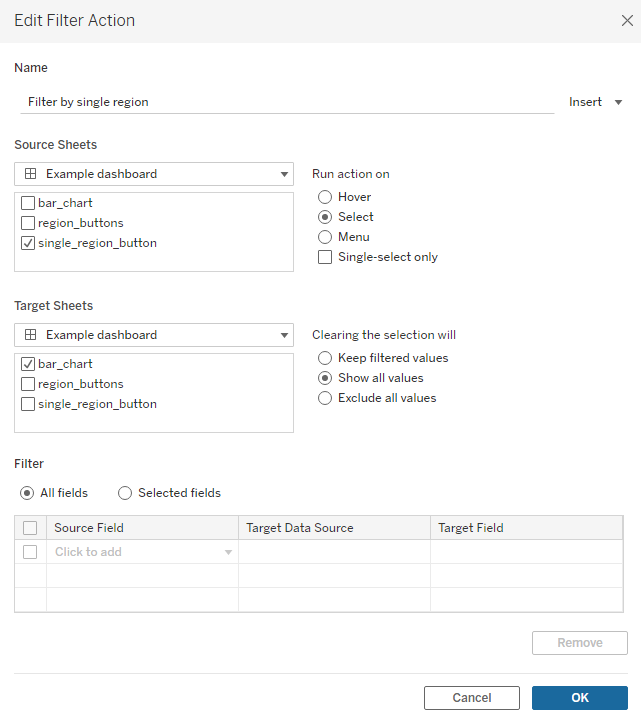 Edit Filter Action
Name
Filter by single region
Insert
Source Sheets
Example dashboard
Run action on
bar_chart
Hover
region_buttons
Select
single_region_button
Menu
Single-select only
Target Sheets
Example dashboard
Clearing the selection will
bar_chart
Keep filtered values
region_buttons
Show all values
single_region_button
Exclude all values
Filter
All fields
Selected fields
Source Field
Target Data Source
Target Field
Click to add
Remove
Cancel
OK